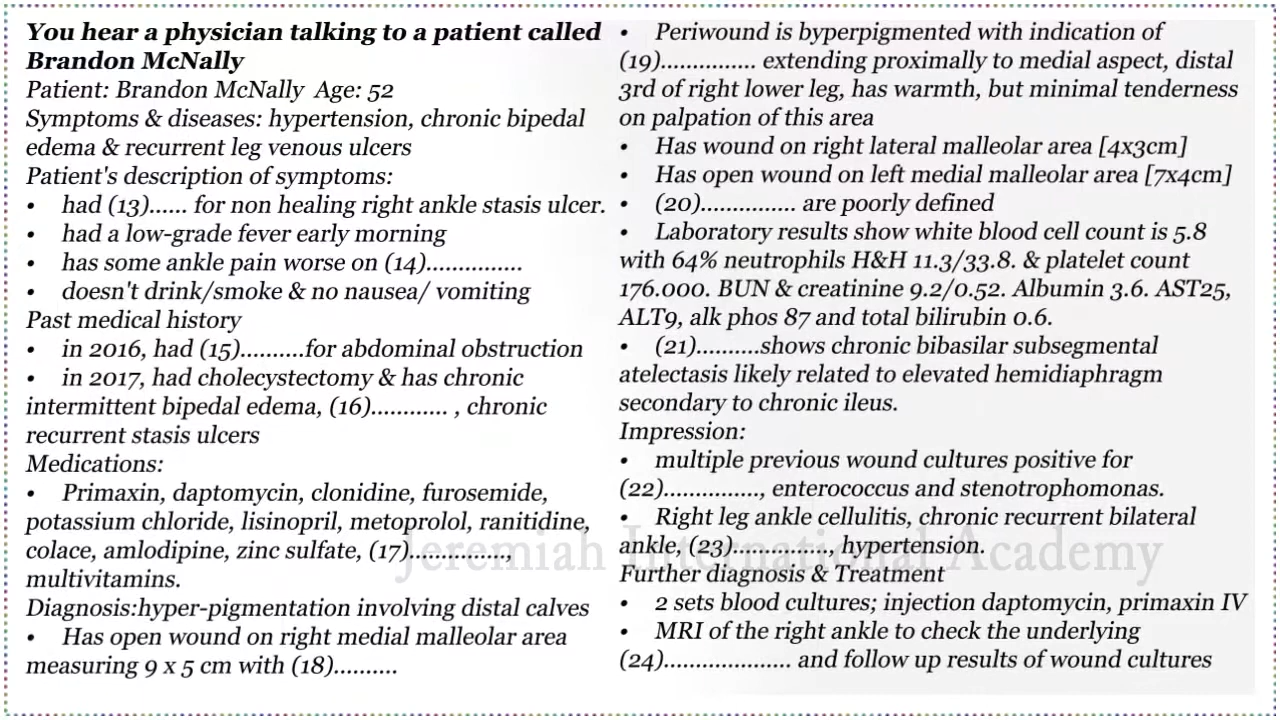 You hear a physician talking to a patient called
Brandon McNally
Patient: Brandon McNally Age: 52
Symptoms & diseases: hypertension, chronic bipedal
edema & recurrent leg venous ulcers
Patient's description of symptoms:
• had (13)...... for non healing right ankle stasis ulcer.
• had a low-grade fever early morning
• has some ankle pain worse on (14)...............
• doesn't drink/smoke & no nausea/ vomiting
Past medical history
• in 2016, had (15)..........for abdominal obstruction
• in 2017, had cholecystectomy & has chronic
intermittent bipedal edema, (16)............ , chronic
recurrent stasis ulcers
Medications:
• Primaxin, daptomycin, clonidine, furosemide,
potassium chloride, lisinopril, metoprolol, ranitidine,
colace, amlodipine, zinc sulfate, (17)...............,
multivitamins.
Diagnosis:hyper-pigmentation involving distal calves
• Has open wound on right medial malleolar area
measuring 9 x 5 cm with (18)..........
• Periwound is byperpigmented with indication of
(19)............... extending proximally to medial aspect, distal
3rd of right lower leg, has warmth, but minimal tenderness
on palpation of this area
• Has wound on right lateral malleolar area [4x3cm]
• Has open wound on left medial malleolar area [7x4cm]
• (20)............... are poorly defined
• Laboratory results show white blood cell count is 5.8
with 64% neutrophils H&H 11.3/33.8. & platelet count
176.000. BUN & creatinine 9.2/0.52. Albumin 3.6. AST25,
ALT9, alk phos 87 and total bilirubin 0.6.
• (21)..........shows chronic bibasilar subsegmental
atelectasis likely related to elevated hemidiaphragm
secondary to chronic ileus.
Impression:
• multiple previous wound cultures positive for
(22)..............., enterococcus and stenotrophomonas.
• Right leg ankle cellulitis, chronic recurrent bilateral
ankle, (23)..............., hypertension.
Jeremiah International Academy
Further diagnosis & Treatment
• 2 sets blood cultures; injection daptomycin, primaxin IV
• MRI of the right ankle to check the underlying
(24).................... and follow up results of wound cultures